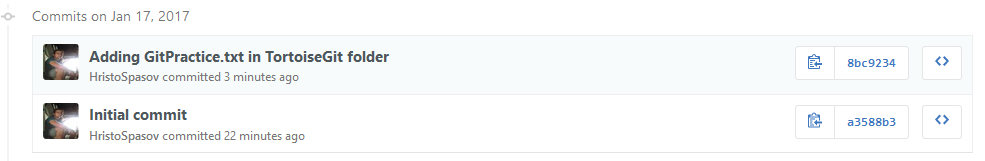 Commits on Jan 17, 2017
Adding GitPractice.txt in TortoiseGit folder
HristoSpasov committed 3 minutes ago
8bc9234
Initial commit
HristoSpasov committed 22 minutes ago
a3588b3